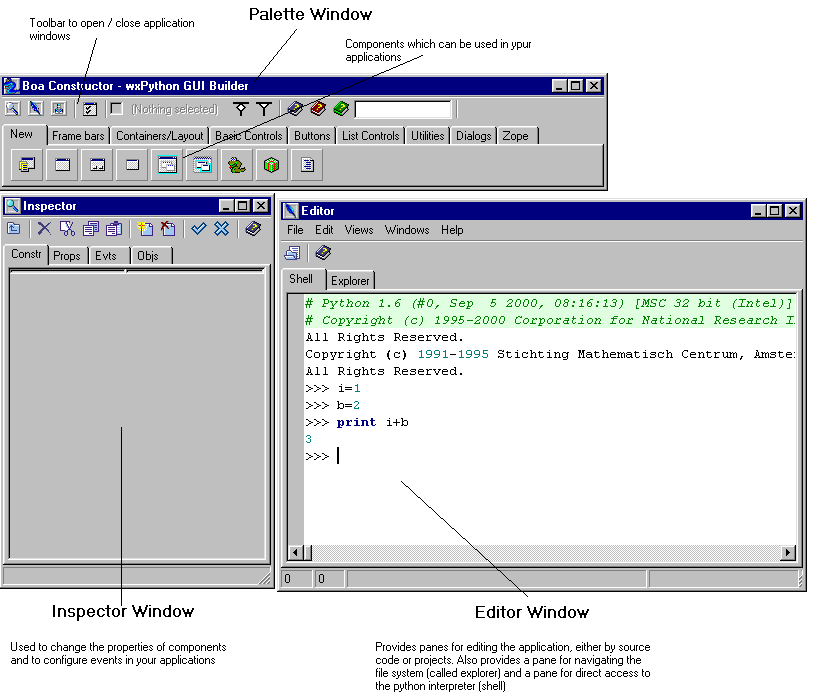 Palette Window
Toolbar to open / close application
windows
Components which can be used in your
applications
Boa Constructor - wxPython GUI Builder
(Nothing selected)
New Frame bars Containers/Layout Basic Controls Buttons List Controls Utilities Dialogs Zope
Inspector
Constr Props Evts Objs
Editor
File Edit Views Windows Help
Shell Explorer
# Python 1.6 (#0, Sep 5 2000, 08:16:13) [MSC 32 bit (Intel)]
# Copyright (c) 1995-2000 Corporation for National Research I
All Rights Reserved.
Copyright (c) 1991-1995 Stichting Mathematisch Centrum, Amste
All Rights Reserved.
>>> i=1
>>> b=2
>>> print i+b
3
>>>
0 0
Inspector Window
Used to change the properties of components
and to configure events in your applications
Editor Window
Provides panes for editing the application, either by source
code or projects. Also provides a pane for navigating the
file system (called explorer) and a pane for direct access to
the python interpreter (shell)